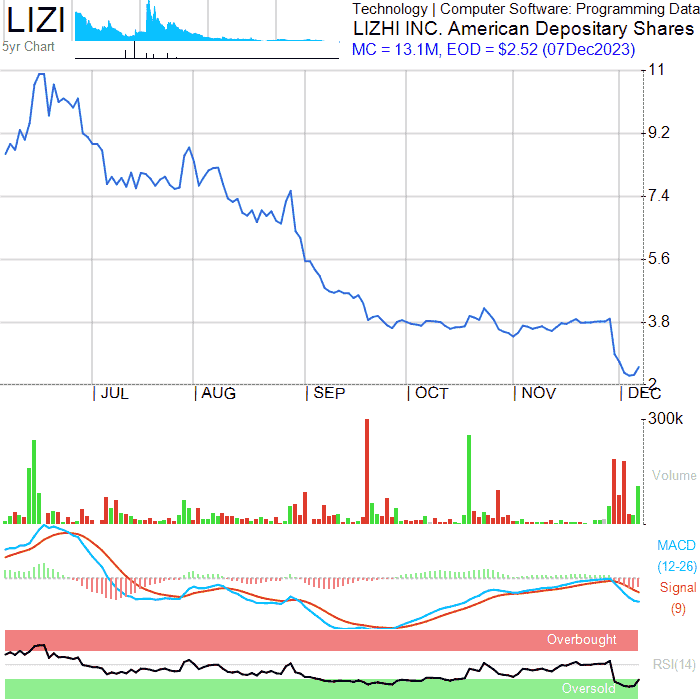 LIZI
5yr Chart
Technology | Computer Software: Programming Data
LIZHI INC. American Depositary Shares
MC = 13.1M, EOD = $2.52 (07Dec2023)
11
9.2
7.4
5.6
3.8
2
JUL
AUG
SEP
OCT
NOV
DEC
300k
Volume
MACD
(12-26)
Signal
(9)
Overbought
RSI(14)
Oversold